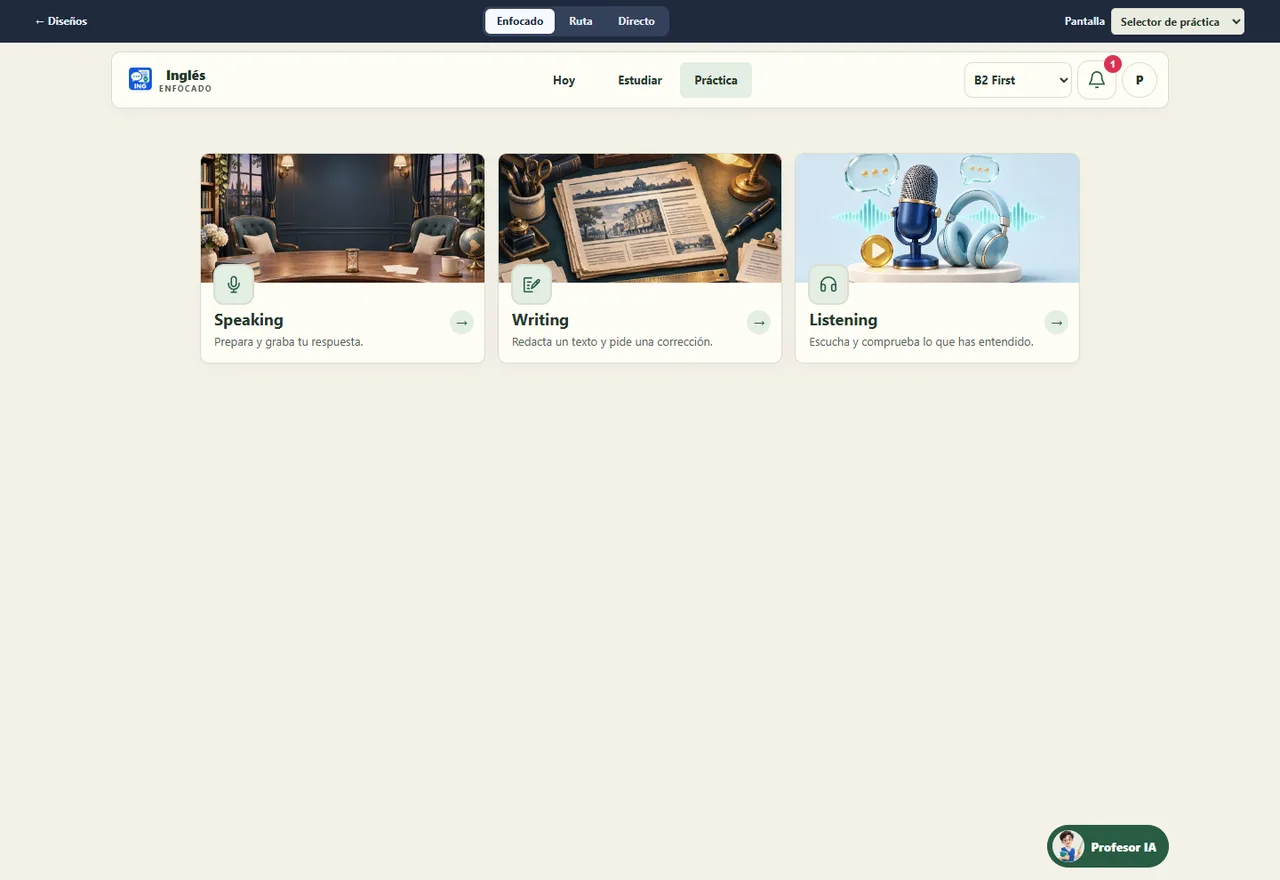 ← Diseños
Enfocado
Ruta
Directo
Pantalla
Selector de práctica
ING
Inglés
ENFOCADO
Hoy
Estudiar
Práctica
B2 First
1
P
Speaking
→
Prepara y graba tu respuesta.
Writing
→
Redacta un texto y pide una corrección.
Listening
→
Escucha y comprueba lo que has entendido.
Profesor IA